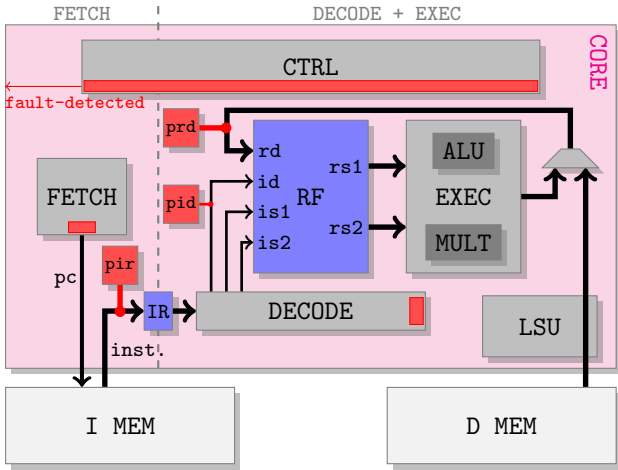 FETCH
DECODE + EXEC
CTRL
CORE
fault-detected
prd
rd
ALU
rs1
FETCH
id
RF
EXEC
pid
is1
rs2
is2
MULT
pir
pc
IR
DECODE
LSU
inst.
I MEM
D MEM